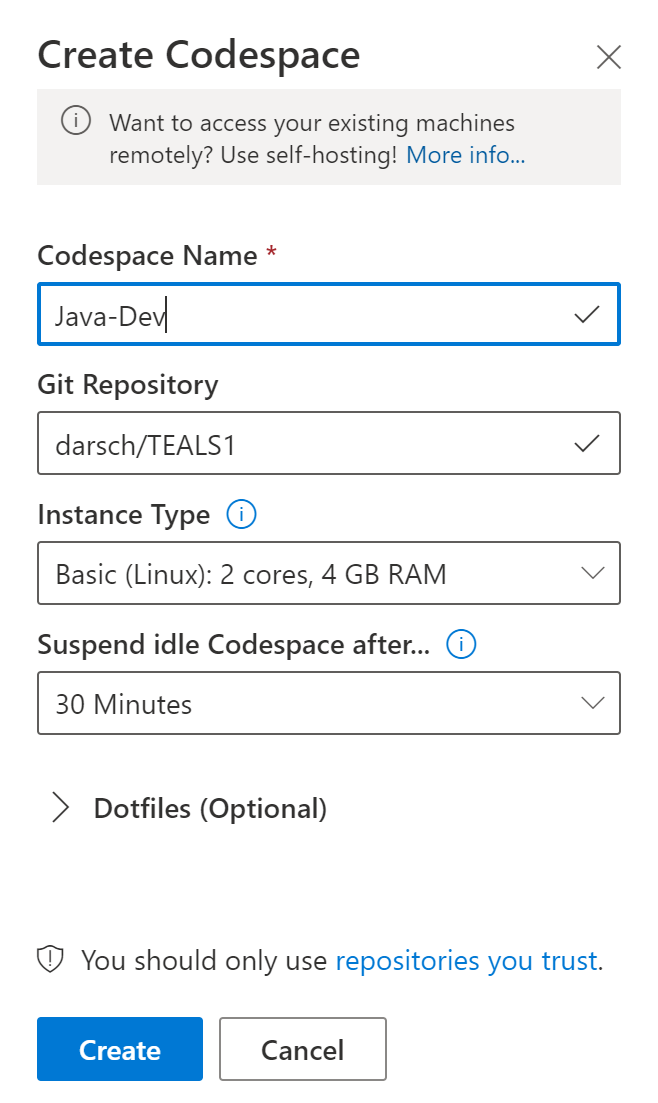 Create Codespace
Want to access your existing machines
remotely? Use self-hosting! More info...
Codespace Name *
Java-Dev
Git Repository
darsch/TEALS1
Instance Type
Basic (Linux): 2 cores, 4 GB RAM
Suspend idle Codespace after...
30 Minutes
Dotfiles (Optional)
You should only use repositories you trust.
Create Cancel